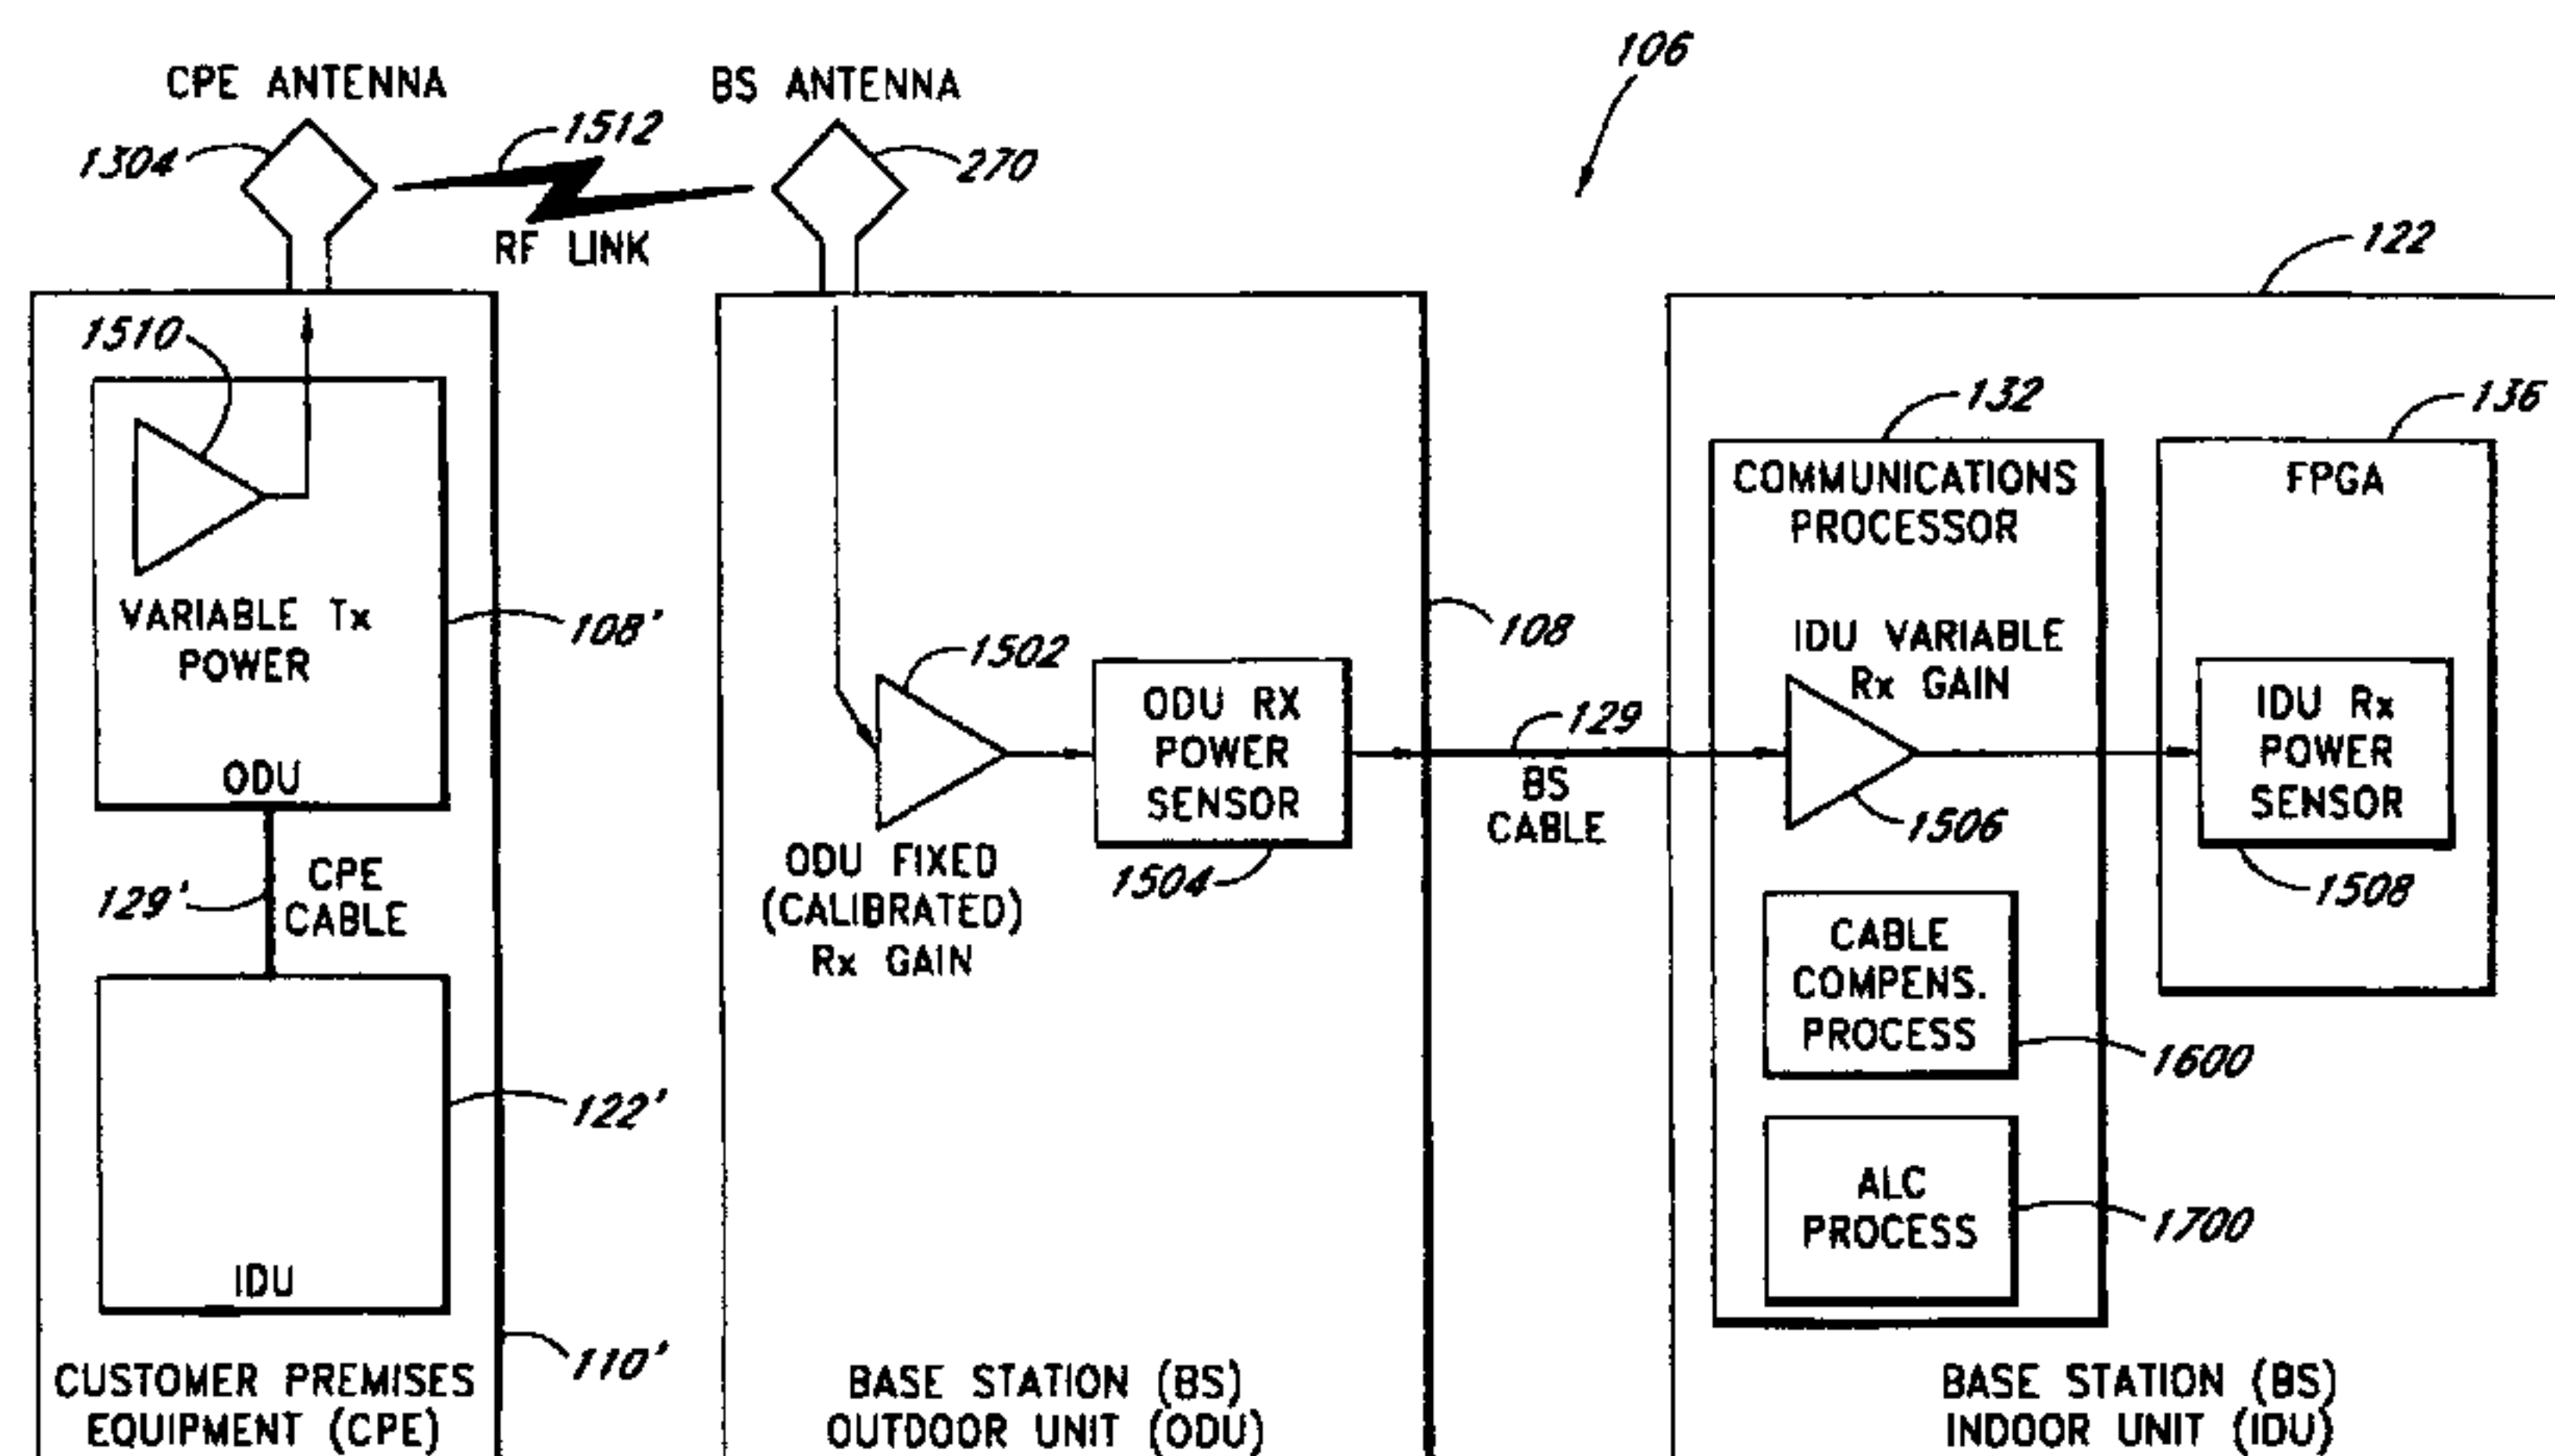 106
CPE ANTENNA
BS ANTENNA
1512
1304
270
RF LINK
122
1510
132
136
COMMUNICATIONS
PROCESSOR
FPGA
VARIABLE Tx
POWER
108'
ODU
1502
ODU RX
POWER
SENSOR
1504
ODU FIXED
(CALIBRATED)
Rx GAIN
108
129
BS
CABLE
IDU VARIABLE
Rx GAIN
1506
IDU Rx
POWER
SENSOR
1508
129'
CPE
CABLE
CABLE
COMPENS.
PROCESS
1600
122'
IDU
ALC
PROCESS
1700
110'
CUSTOMER PREMISES
EQUIPMENT (CPE)
BASE STATION (BS)
OUTDOOR UNIT (ODU)
BASE STATION (BS)
INDOOR UNIT (IDU)